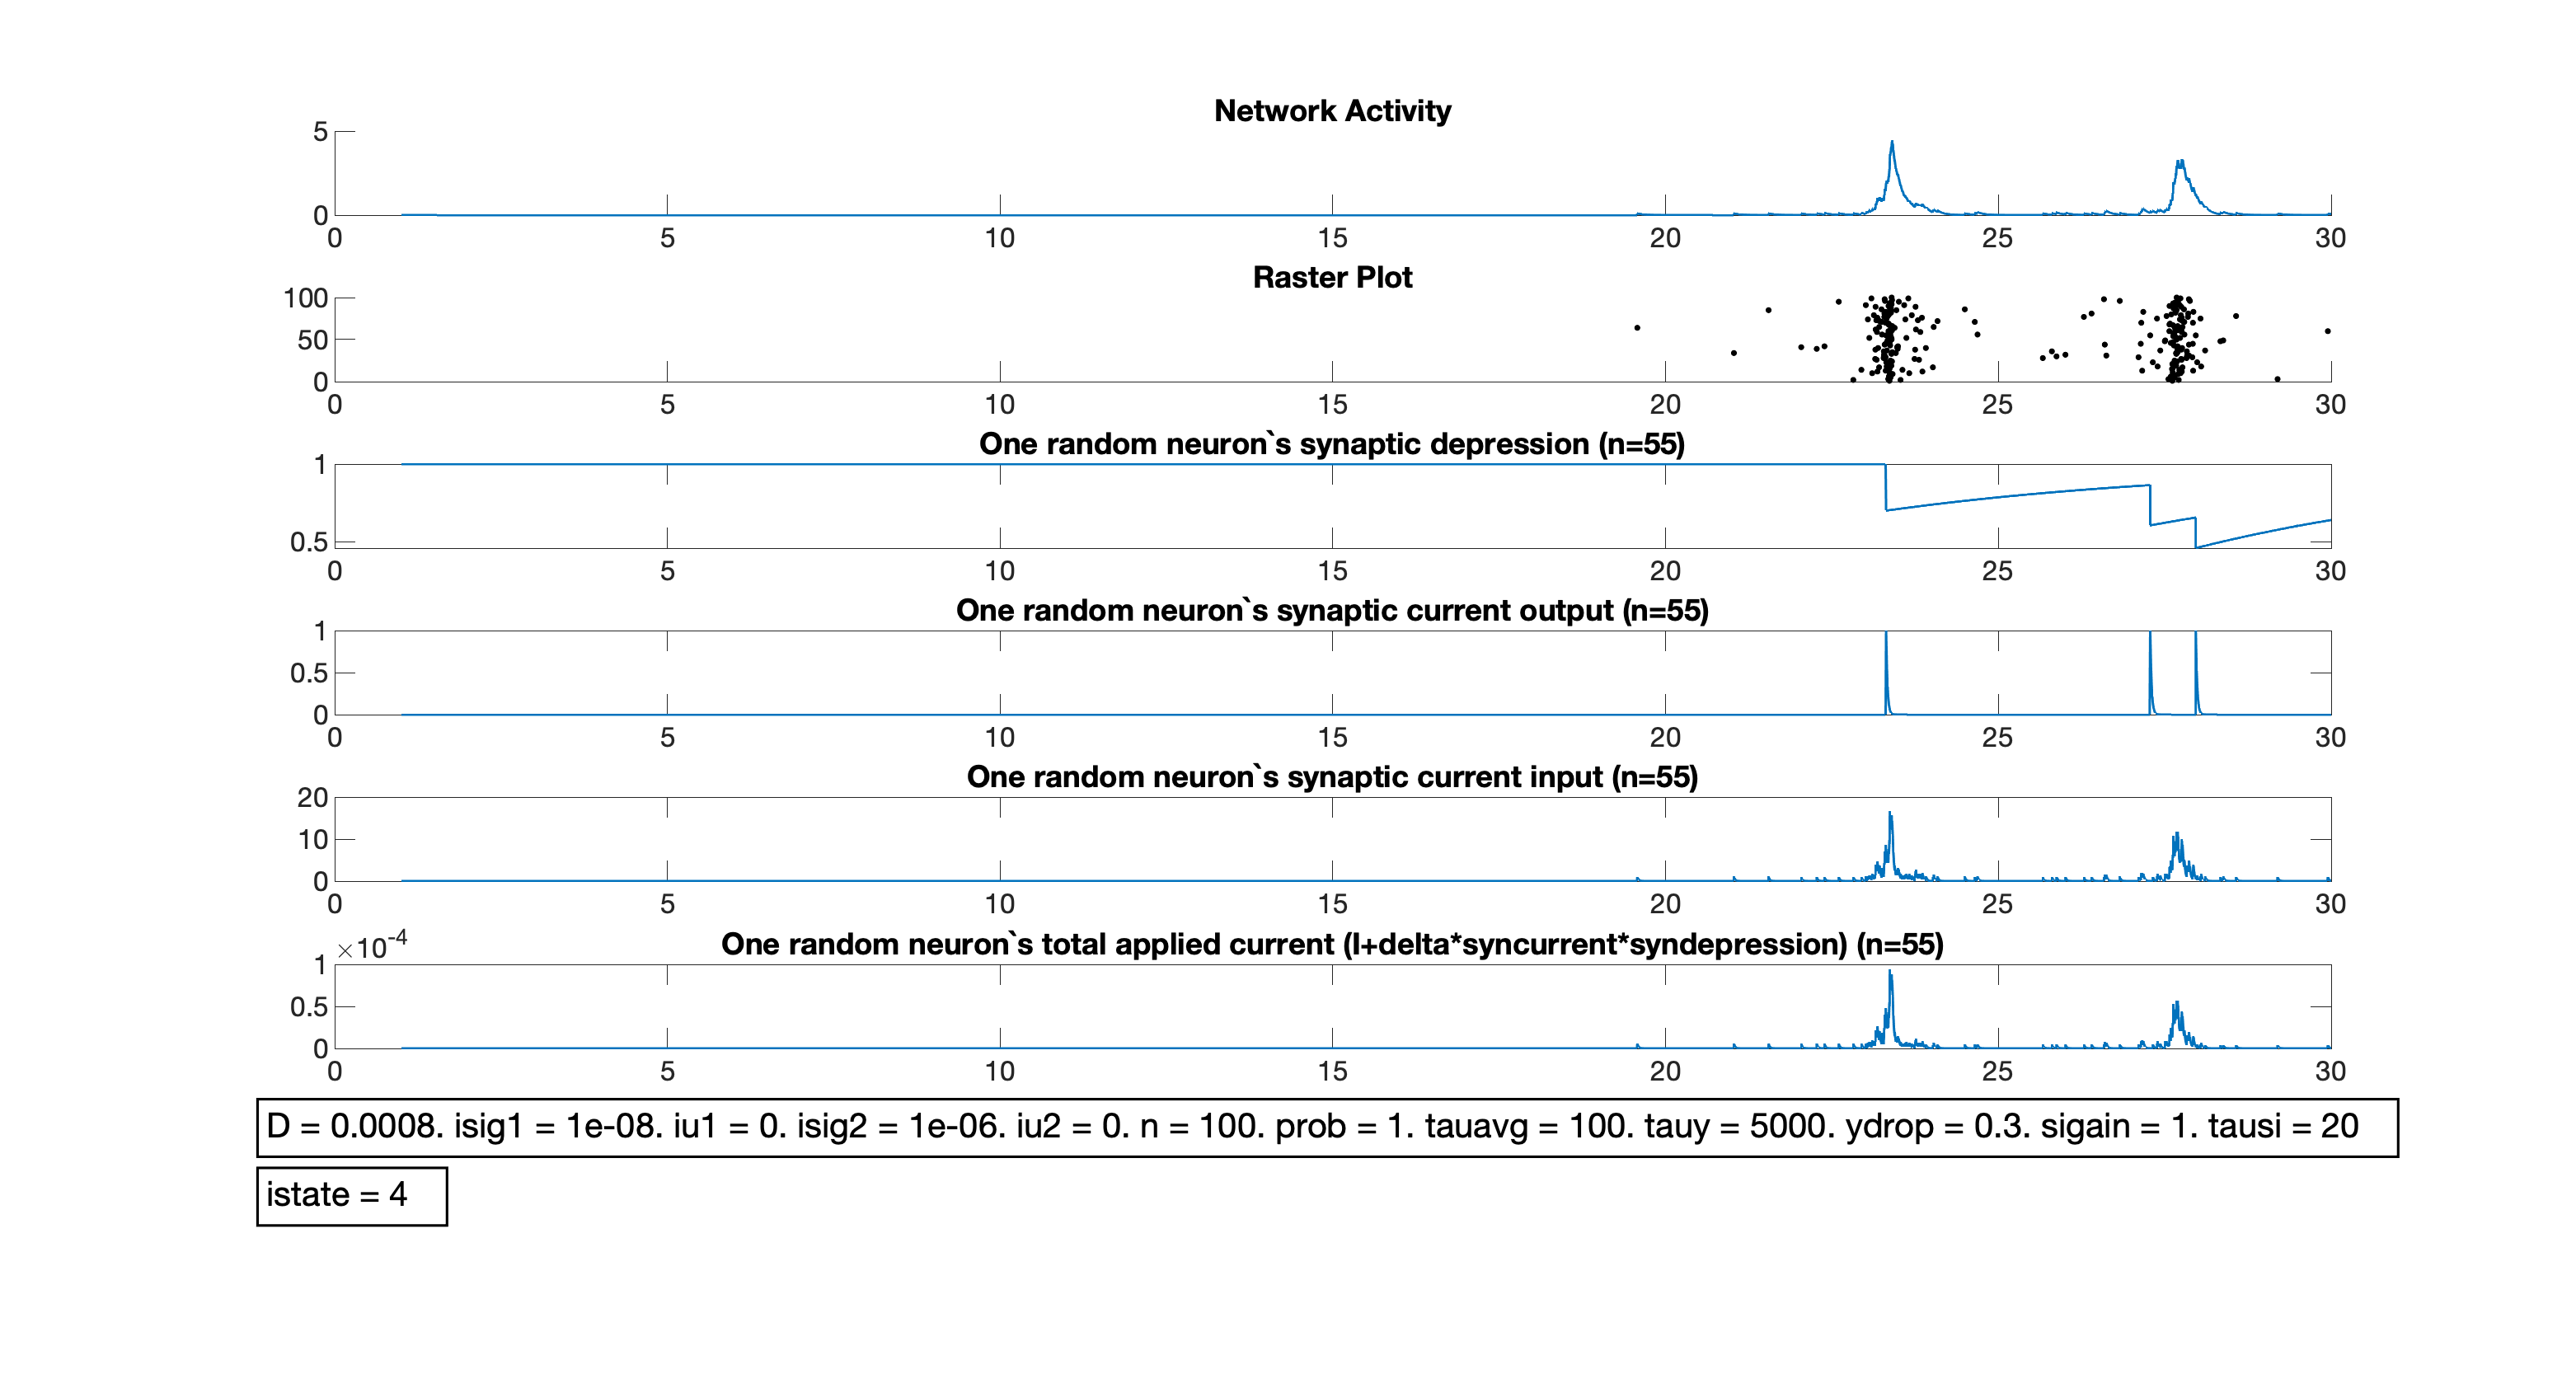 Network Activity
5
0
0 5 10 15 20 25 30
Raster Plot
100
50
0
0 5 10 15 20 25 30
One random neuron`s synaptic depression (n=55)
1
0.5
0 5 10 15 20 25 30
One random neuron`s synaptic current output (n=55)
1
0.5
0
0 5 10 15 20 25 30
One random neuron`s synaptic current input (n=55)
20
10
0
0 5 10 15 20 25 30
×10-4
One random neuron`s total applied current (I+delta*syncurrent*syndepression) (n=55)
1
0.5
0
0 5 10 15 20 25 30
D = 0.0008. isig1 = 1e-08. iu1 = 0. isig2 = 1e-06. iu2 = 0. n = 100. prob = 1. tauavg = 100. tauy = 5000. ydrop = 0.3. sigain = 1. tausi = 20
istate = 4